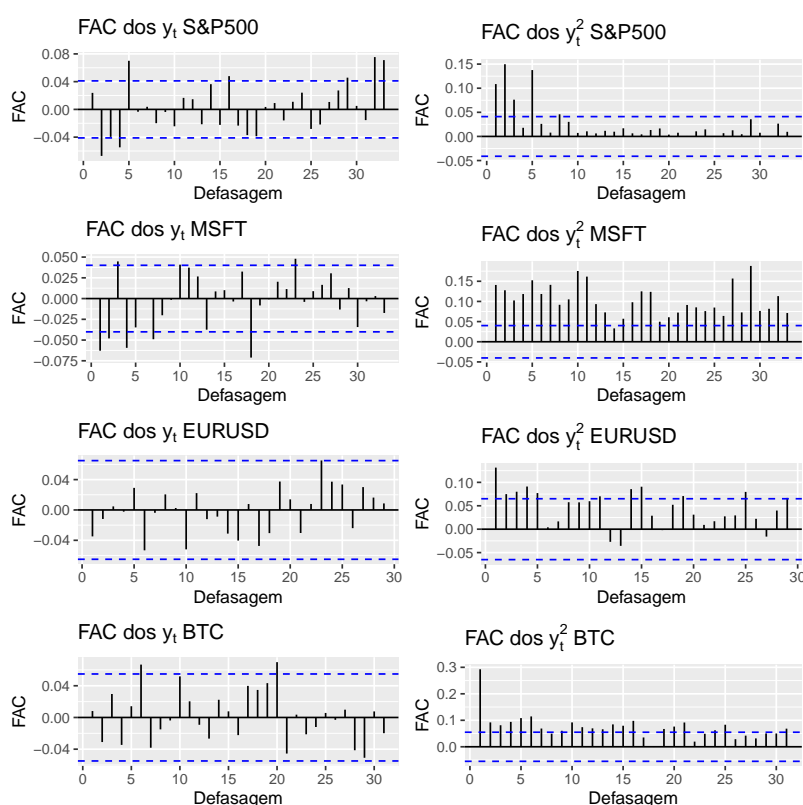 FAC dos y_t S&P500
FAC
0.08
0.04
0.00
−0.04
0 5 10 15 20 25 30
Defasagem
FAC dos y_t^2 S&P500
FAC
0.15
0.10
0.05
0.00
−0.05
0 5 10 15 20 25 30
Defasagem
FAC dos y_t MSFT
FAC
0.050
0.025
0.000
−0.025
−0.050
−0.075
0 5 10 15 20 25 30
Defasagem
FAC dos y_t^2 MSFT
FAC
0.15
0.10
0.05
0.00
−0.05
0 5 10 15 20 25 30
Defasagem
FAC dos y_t EURUSD
FAC
0.04
0.00
−0.04
0 5 10 15 20 25 30
Defasagem
FAC dos y_t^2 EURUSD
FAC
0.10
0.05
0.00
−0.05
0 5 10 15 20 25 30
Defasagem
FAC dos y_t BTC
FAC
0.04
0.00
−0.04
0 5 10 15 20 25 30
Defasagem
FAC dos y_t^2 BTC
FAC
0.3
0.2
0.1
0.0
0 5 10 15 20 25 30
Defasagem